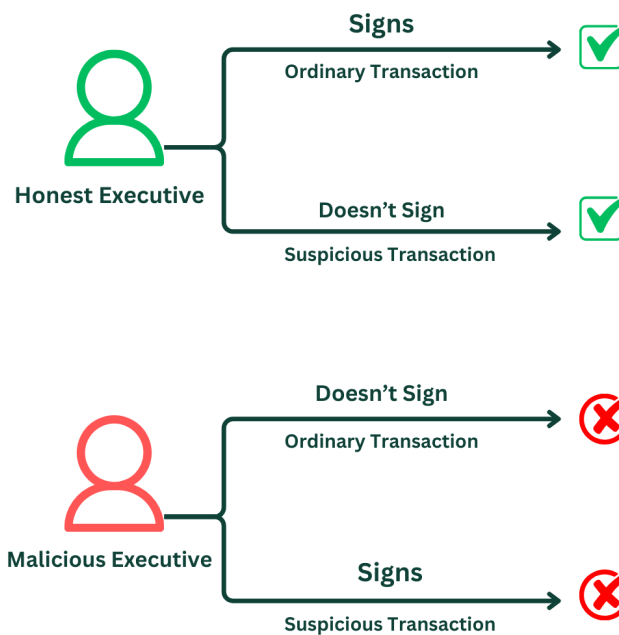 Signs
Ordinary Transaction
Honest Executive
Doesn’t Sign
Suspicious Transaction
Doesn’t Sign
Ordinary Transaction
Malicious Executive
Signs
Suspicious Transaction